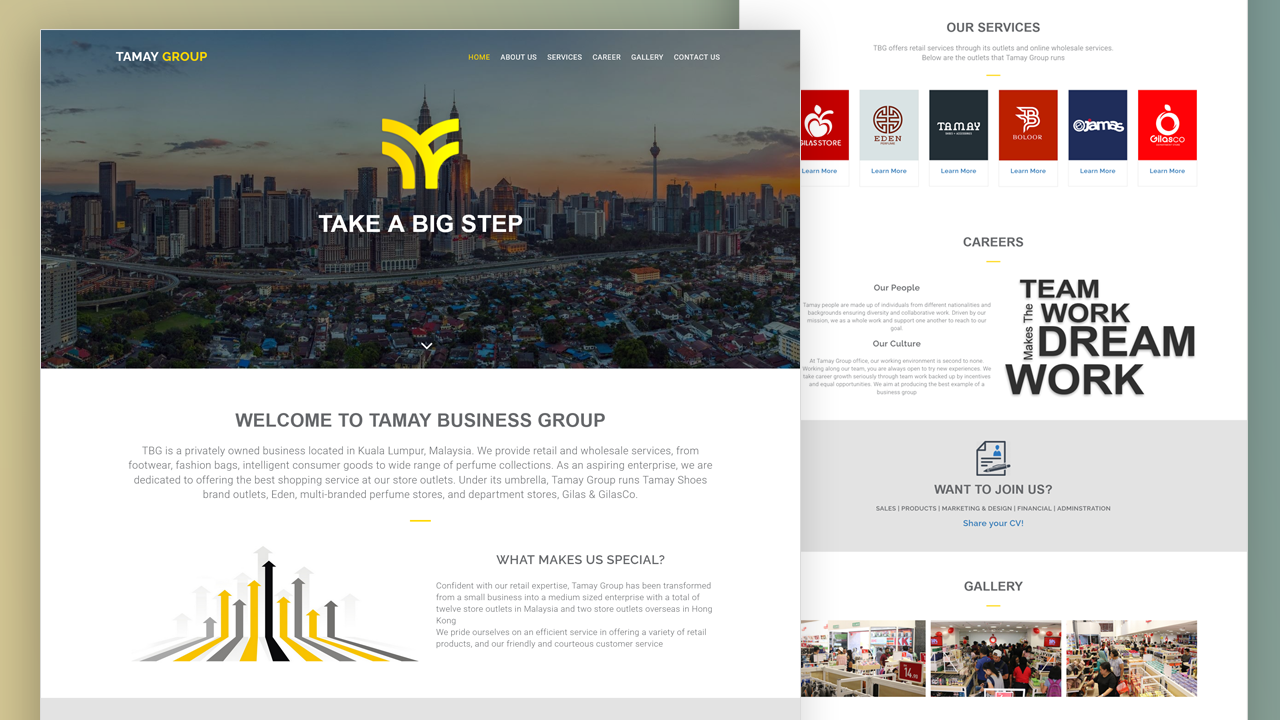 TAMAY GROUP
HOME ABOUT US SERVICES CAREER GALLERY CONTACT US
TAKE A BIG STEP
WELCOME TO TAMAY BUSINESS GROUP
TBG is a privately owned business located in Kuala Lumpur, Malaysia. We provide retail and wholesale services, from
footwear, fashion bags, intelligent consumer goods a wide range of perfume collections. As an aspiring enterprise, we are
dedicated to offering the best shopping service at our store outlets. Under its umbrella, Tamay Group runs Tamay Shoes
brand outlets, Eden, multi-branded perfume stores, and department stores, Gilas & GilasCo.
WHAT MAKES US SPECIAL?
Confident with our retail expertise, Tamay Group has been transformed
from a small business into a medium sized enterprise with a total of
twelve store outlets in Malaysia and two store outlets overseas in Hong
Kong
We pride ourselves on an efficient service in offering a variety of retail
products, and our friendly and courteous customer service
OUR SERVICES
TBG offers retail services through its outlets and online wholesale services.
Below are the outlets that Tamay Group runs
GILAS STORE
EDEN
TAMAY
BOLOOR
Jamas
GilasCo
Learn More Learn More Learn More Learn More Learn More Learn More
CAREERS
Our People
Tamay people are made up of individuals from different nationalities and
backgrounds ensuring diversity and collaborative work. Driven by our
mission, we as a whole work and support one another to reach to our
goal
Our Culture
At Tamay Group office, our working environment is second to none.
Working along our team, you are always open to try new experiences. We
take career growth seriously through team work backed up by incentives
and equal opportunities. We aim at producing the best example of a
business group
TEAM
WORK
Makes The
DREAM
WORK
WANT TO JOIN US?
SALES | PRODUCTS | MARKETING & DESIGN | FINANCIAL | ADMINSTRATION
Share your CV!
GALLERY
14.90